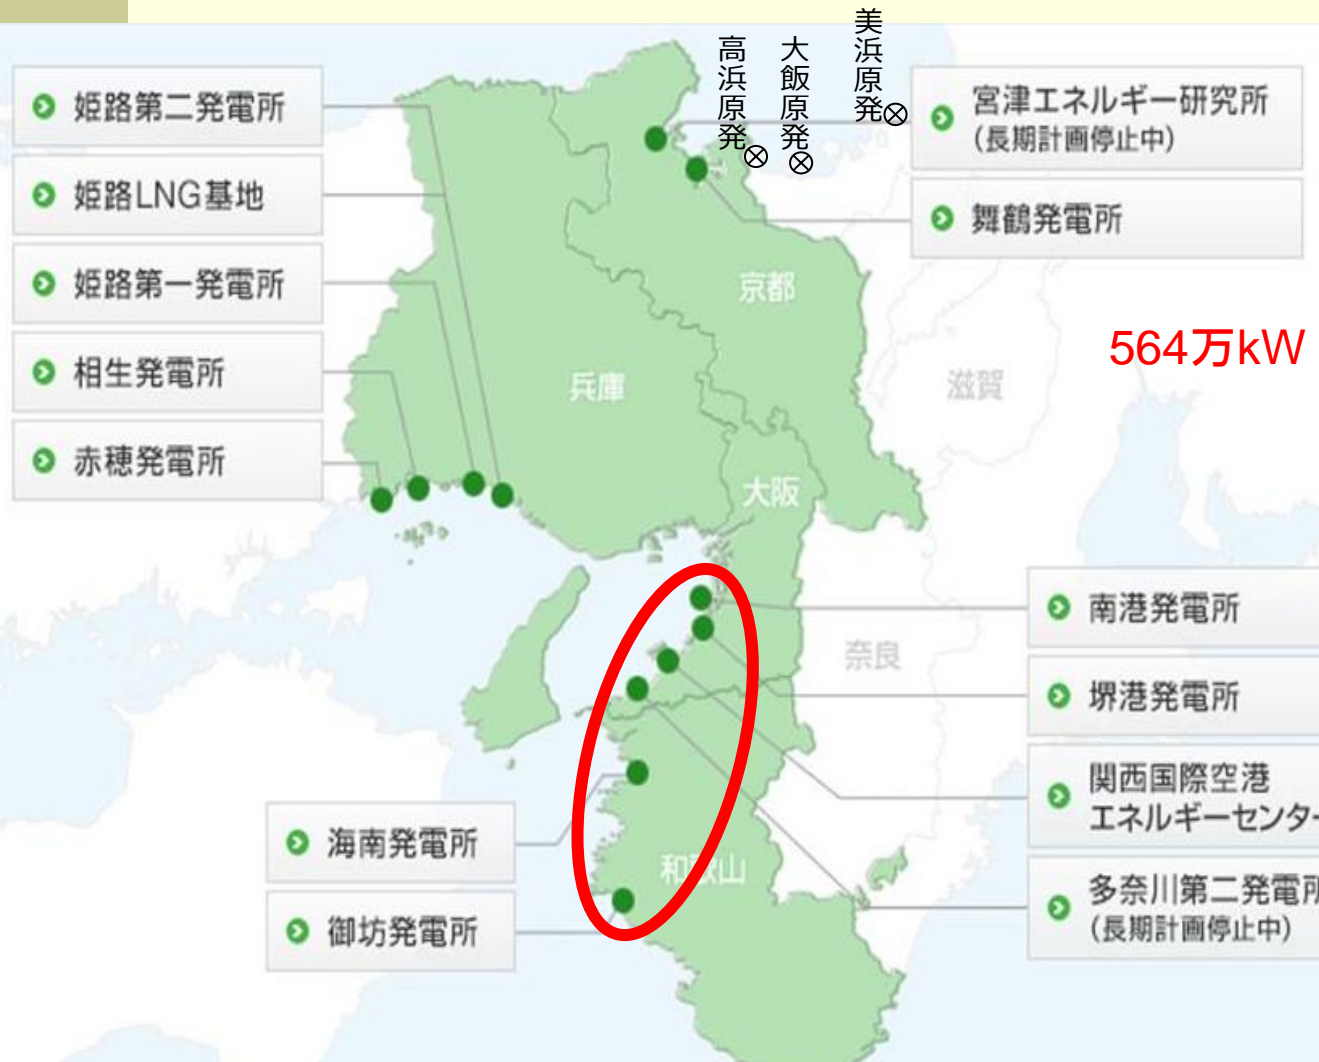 高浜原発
大飯原発
美浜原発
姫路第二発電所
姫路LNG基地
姫路第一発電所
相生発電所
赤穂発電所
宮津エネルギー研究所
(長期計画停止中)
舞鶴発電所
564万kW
京都
兵庫
滋賀
大阪
奈良
和歌山
南港発電所
堺港発電所
関西国際空港
エネルギーセンター
多奈川第二発電所
(長期計画停止中)
海南発電所
御坊発電所